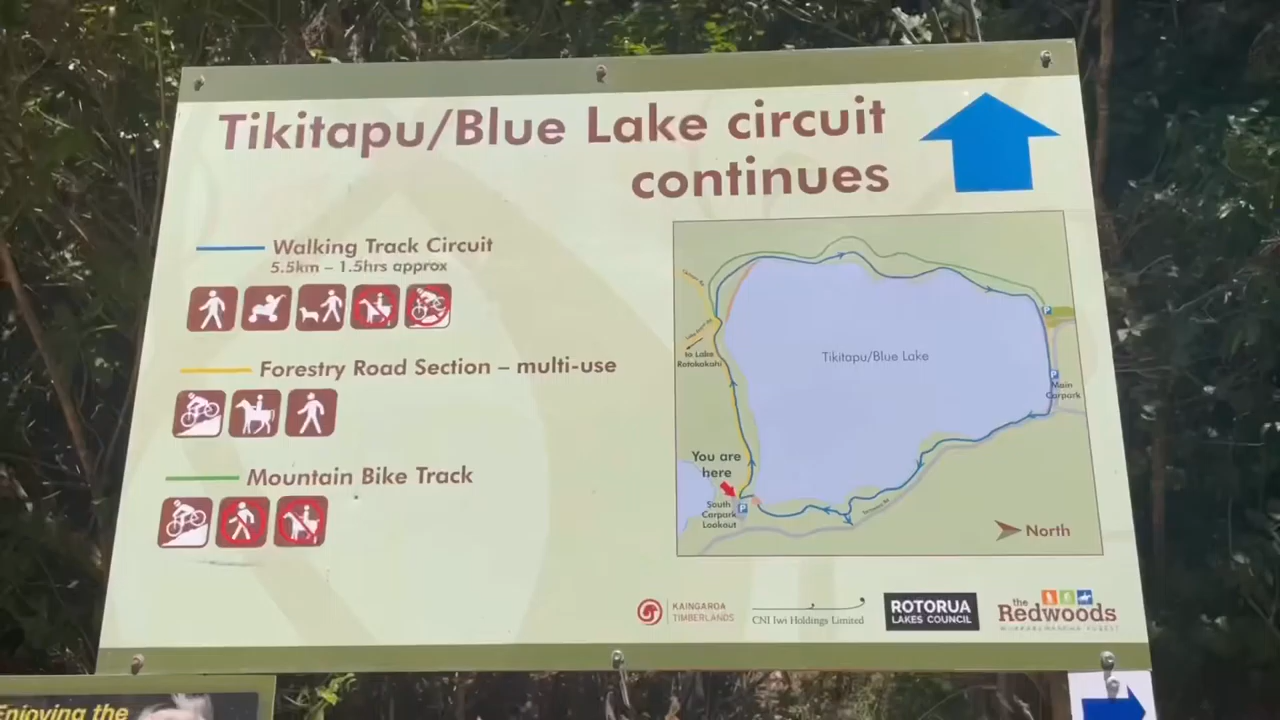 Tikitapu/Blue Lake circuit
continues
Walking Track Circuit
5.5km – 1.5hrs approx
Forestry Road Section – multi-use
Mountain Bike Track
to Lake
Rotokakahi
Tikitapu/Blue Lake
P
P
Main
Carpark
You are
here
South
Carpark
Lookout
P
North
KAINGAROA
TIMBERLANDS
CNI Iwi Holdings Limited
ROTORUA
LAKES COUNCIL
the
Redwoods
Enjoying the